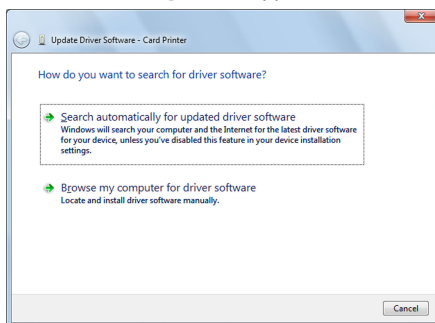 Update Driver Software - Card Printer
How do you want to search for driver software?
Search automatically for updated driver software
Windows will search your computer and the Internet for the latest driver software
for your device, unless you've disabled this feature in your device installation
settings.
Browse my computer for driver software
Locate and install driver software manually.
Cancel